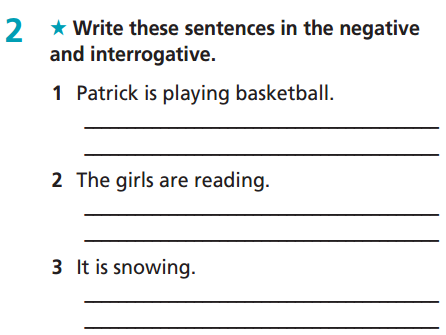 2 ★ Write these sentences in the negative
and interrogative.
1 Patrick is playing basketball.
2 The girls are reading.
3 It is snowing.